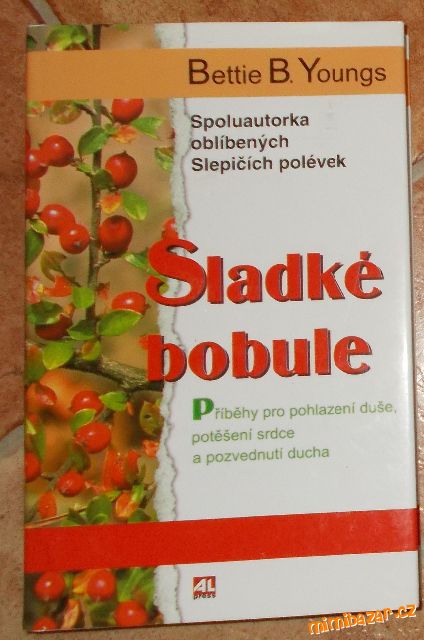 Bettie B. Youngs
Spoluautorka
oblíbených
Slepičích polévek
Sladké
bobule
Příběhy pro pohlazení duše,
potěšení srdce
a pozvednutí ducha
AL
press
mimibazar.cz